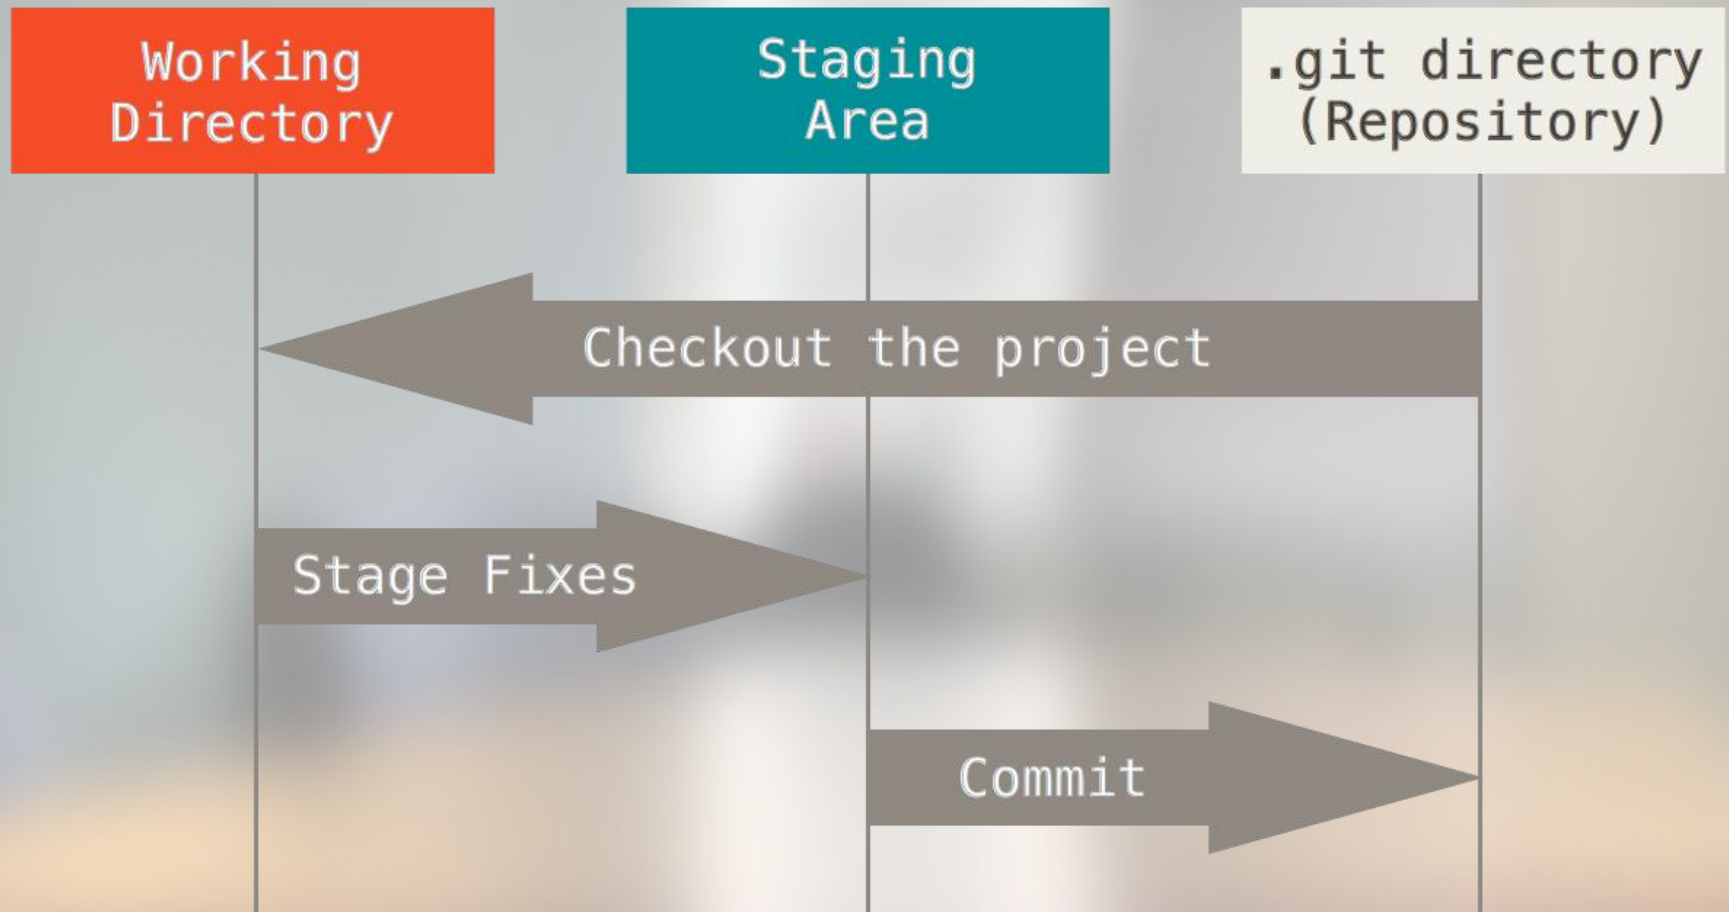 Working
Directory
Staging
Area
.git directory
(Repository)
Checkout the project
Stage Fixes
Commit